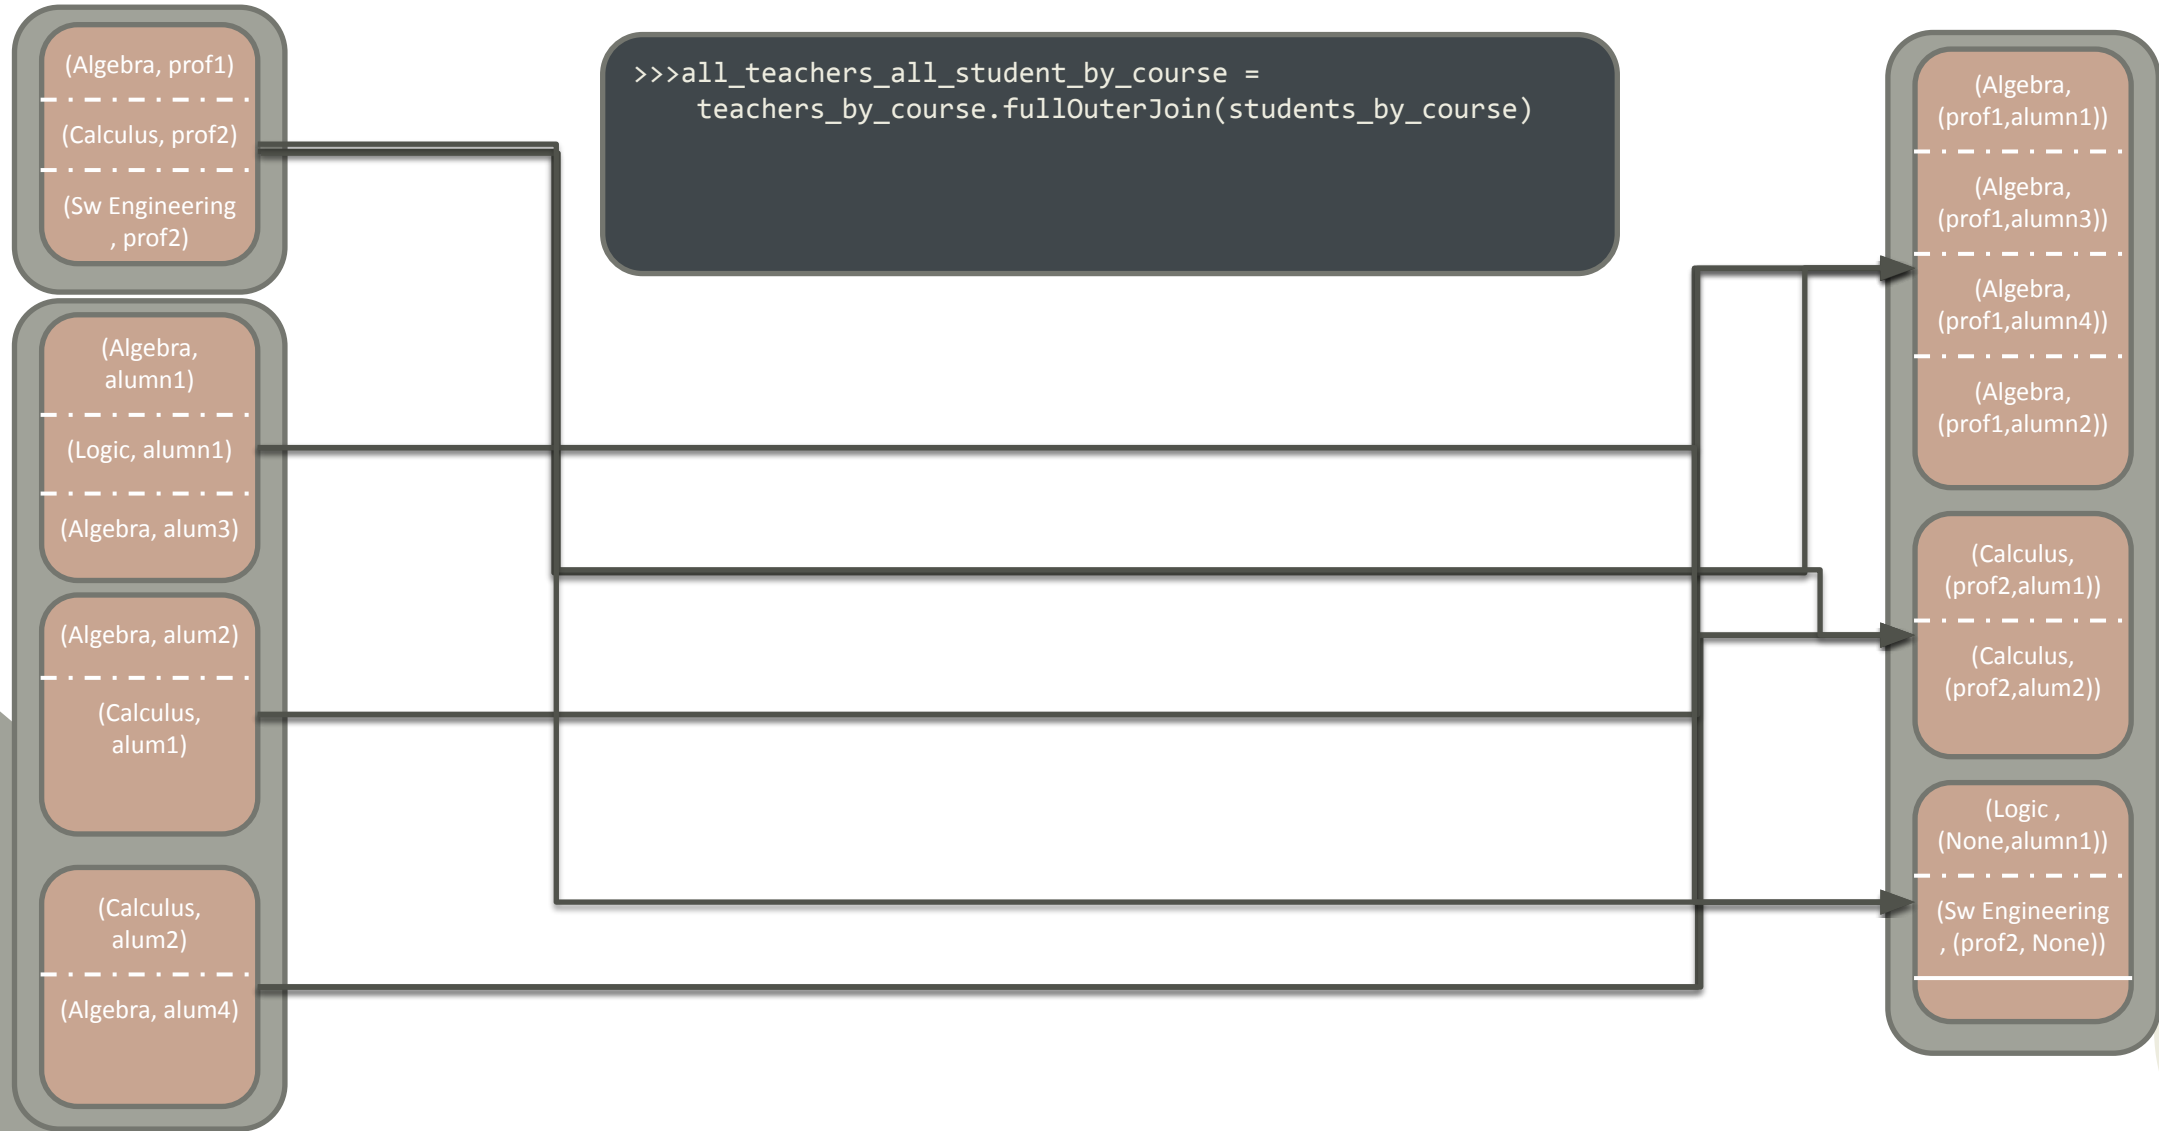 (Algebra, prof1)
(Calculus, prof2)
(Sw Engineering
, prof2)
(Algebra,
alumn1)
(Logic, alumn1)
(Algebra, alum3)
(Algebra, alum2)
(Calculus,
alum1)
(Calculus,
alum2)
(Algebra, alum4)
>>>all_teachers_all_student_by_course =
teachers_by_course.fullOuterJoin(students_by_course)
(Algebra,
(prof1,alumn1))
(Algebra,
(prof1,alumn3))
(Algebra,
(prof1,alumn4))
(Algebra,
(prof1,alumn2))
(Calculus,
(prof2,alum1))
(Calculus,
(prof2,alum2))
(Logic ,
(None,alumn1))
(Sw Engineering
, (prof2, None))